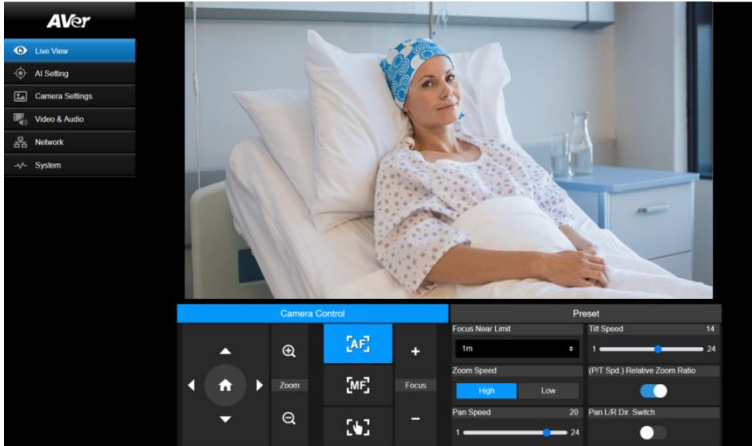 AVer
Live View
AI Setting
Camera Settings
Video & Audio
Network
System
Camera Control
Preset
Focus Near Limit
1m
Tilt Speed 14
1 24
Zoom Speed
High Low
(P/T Spd.) Relative Zoom Ratio
Pan Speed 20
1 24
Pan L/R Dir. Switch
Zoom
AF
MF
Focus